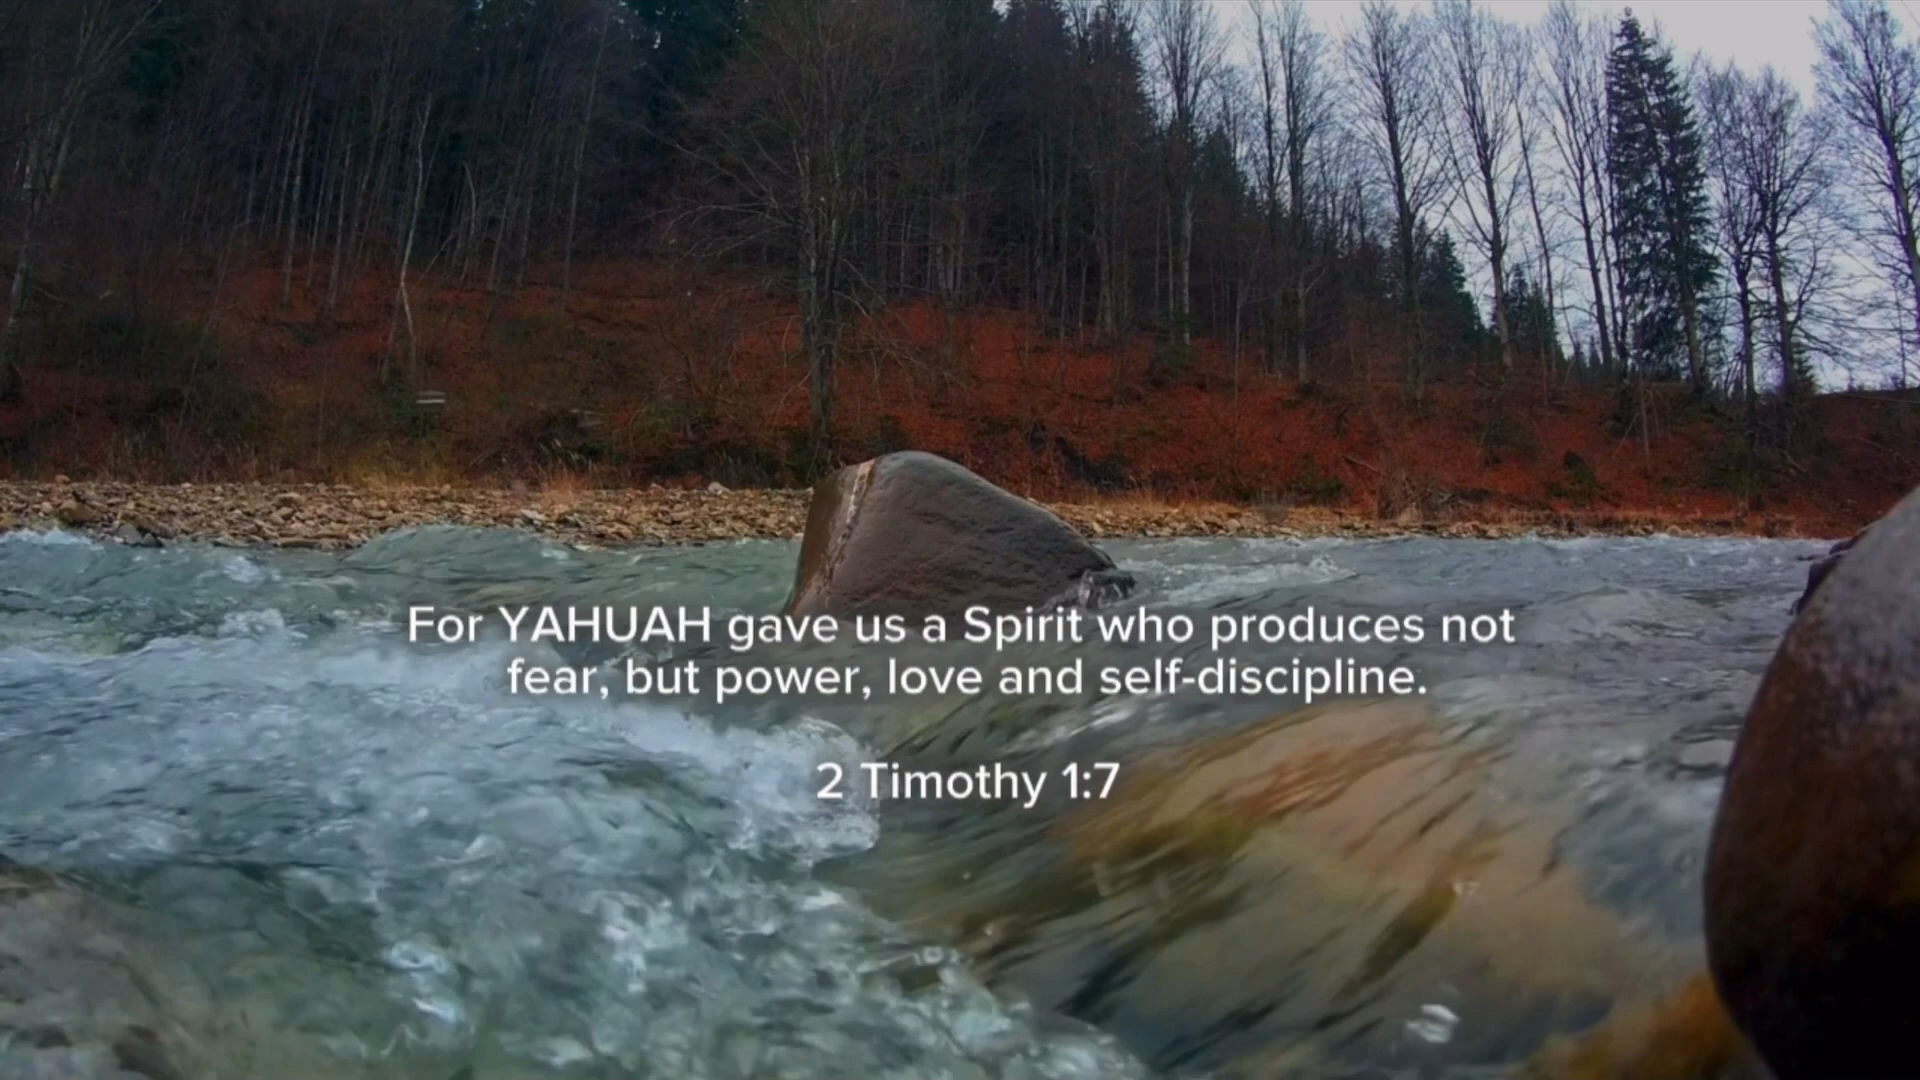 For YAHUAH gave us a Spirit who produces not
fear, but power, love and self-discipline.
2 Timothy 1:7